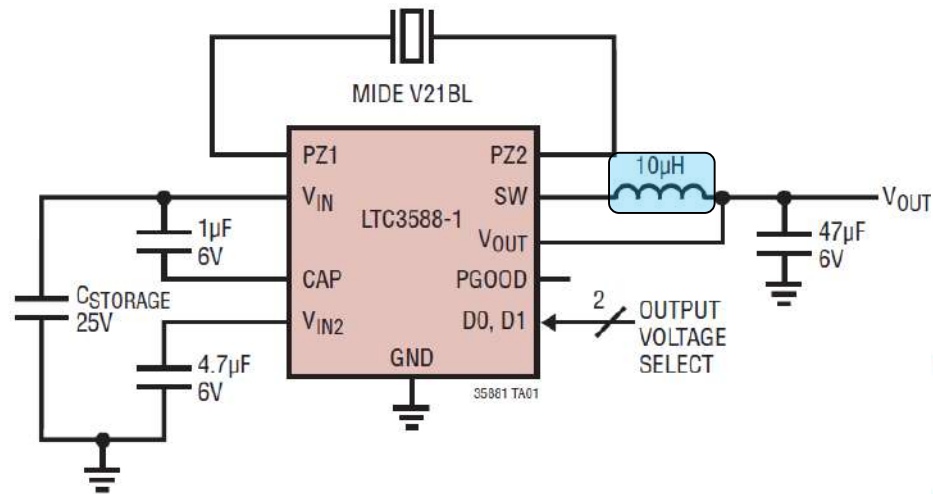 MIDE V21BL
PZ1
PZ2
10µH
VIN
SW
VOUT
LTC3588-1
1µF
6V
VOUT
47µF
6V
CAP
PGOOD
CSTORAGE
25V
2
OUTPUT
VOLTAGE
SELECT
VIN2
D0, D1
4.7µF
6V
GND
35881 TA01